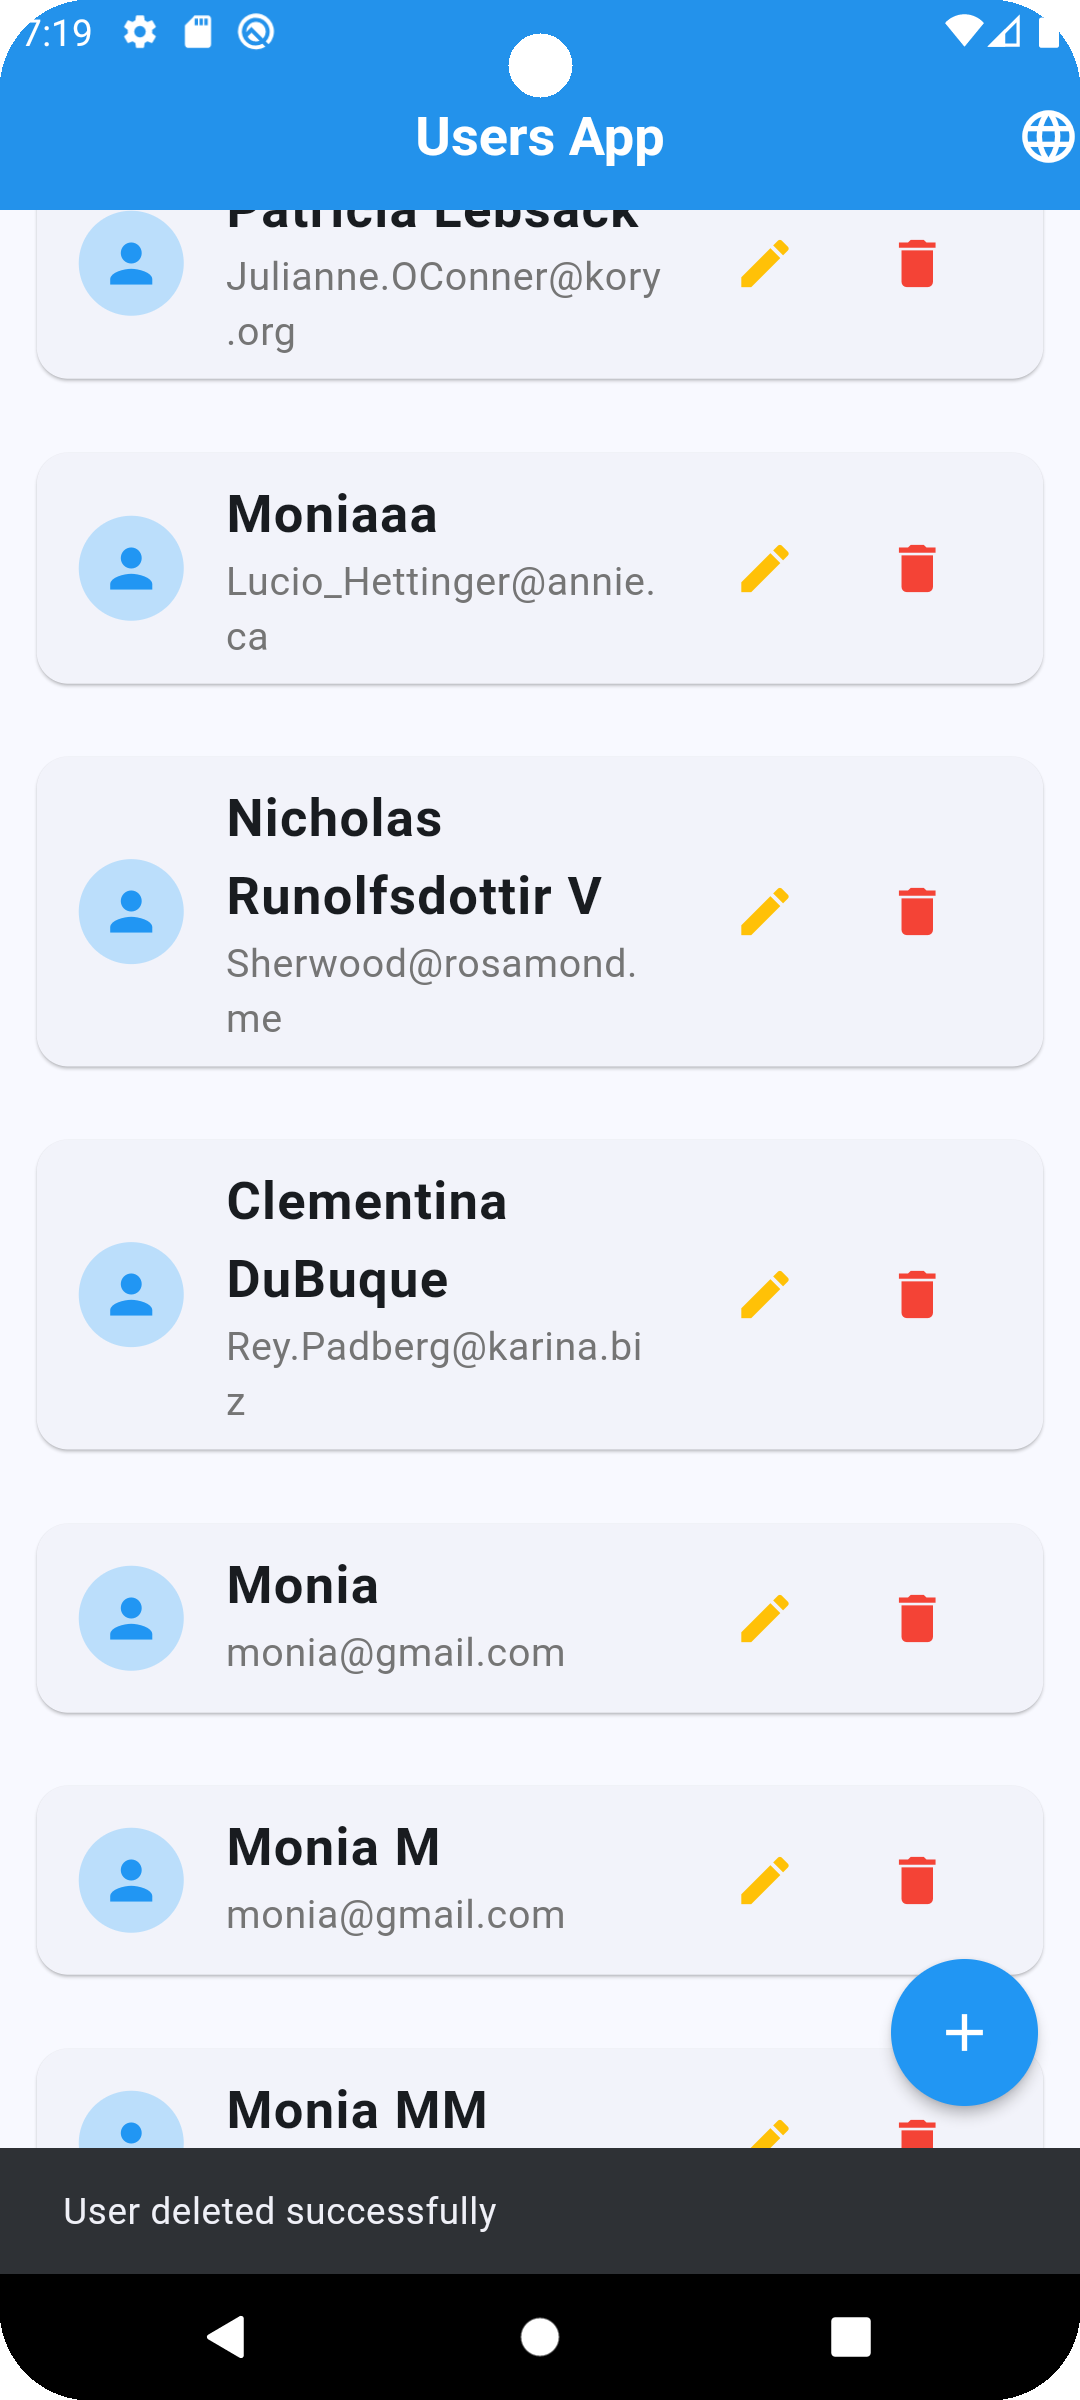 7:19
Users App
Patricia Lebsack
Julianne.OConner@kory
.org
Moniaaa
Lucio_Hettinger@annie.
ca
Nicholas
Runolfsdottir V
Sherwood@rosamond.
me
Clementina
DuBuque
Rey.Padberg@karina.bi
z
Monia
monia@gmail.com
Monia M
monia@gmail.com
Monia MM
User deleted successfully